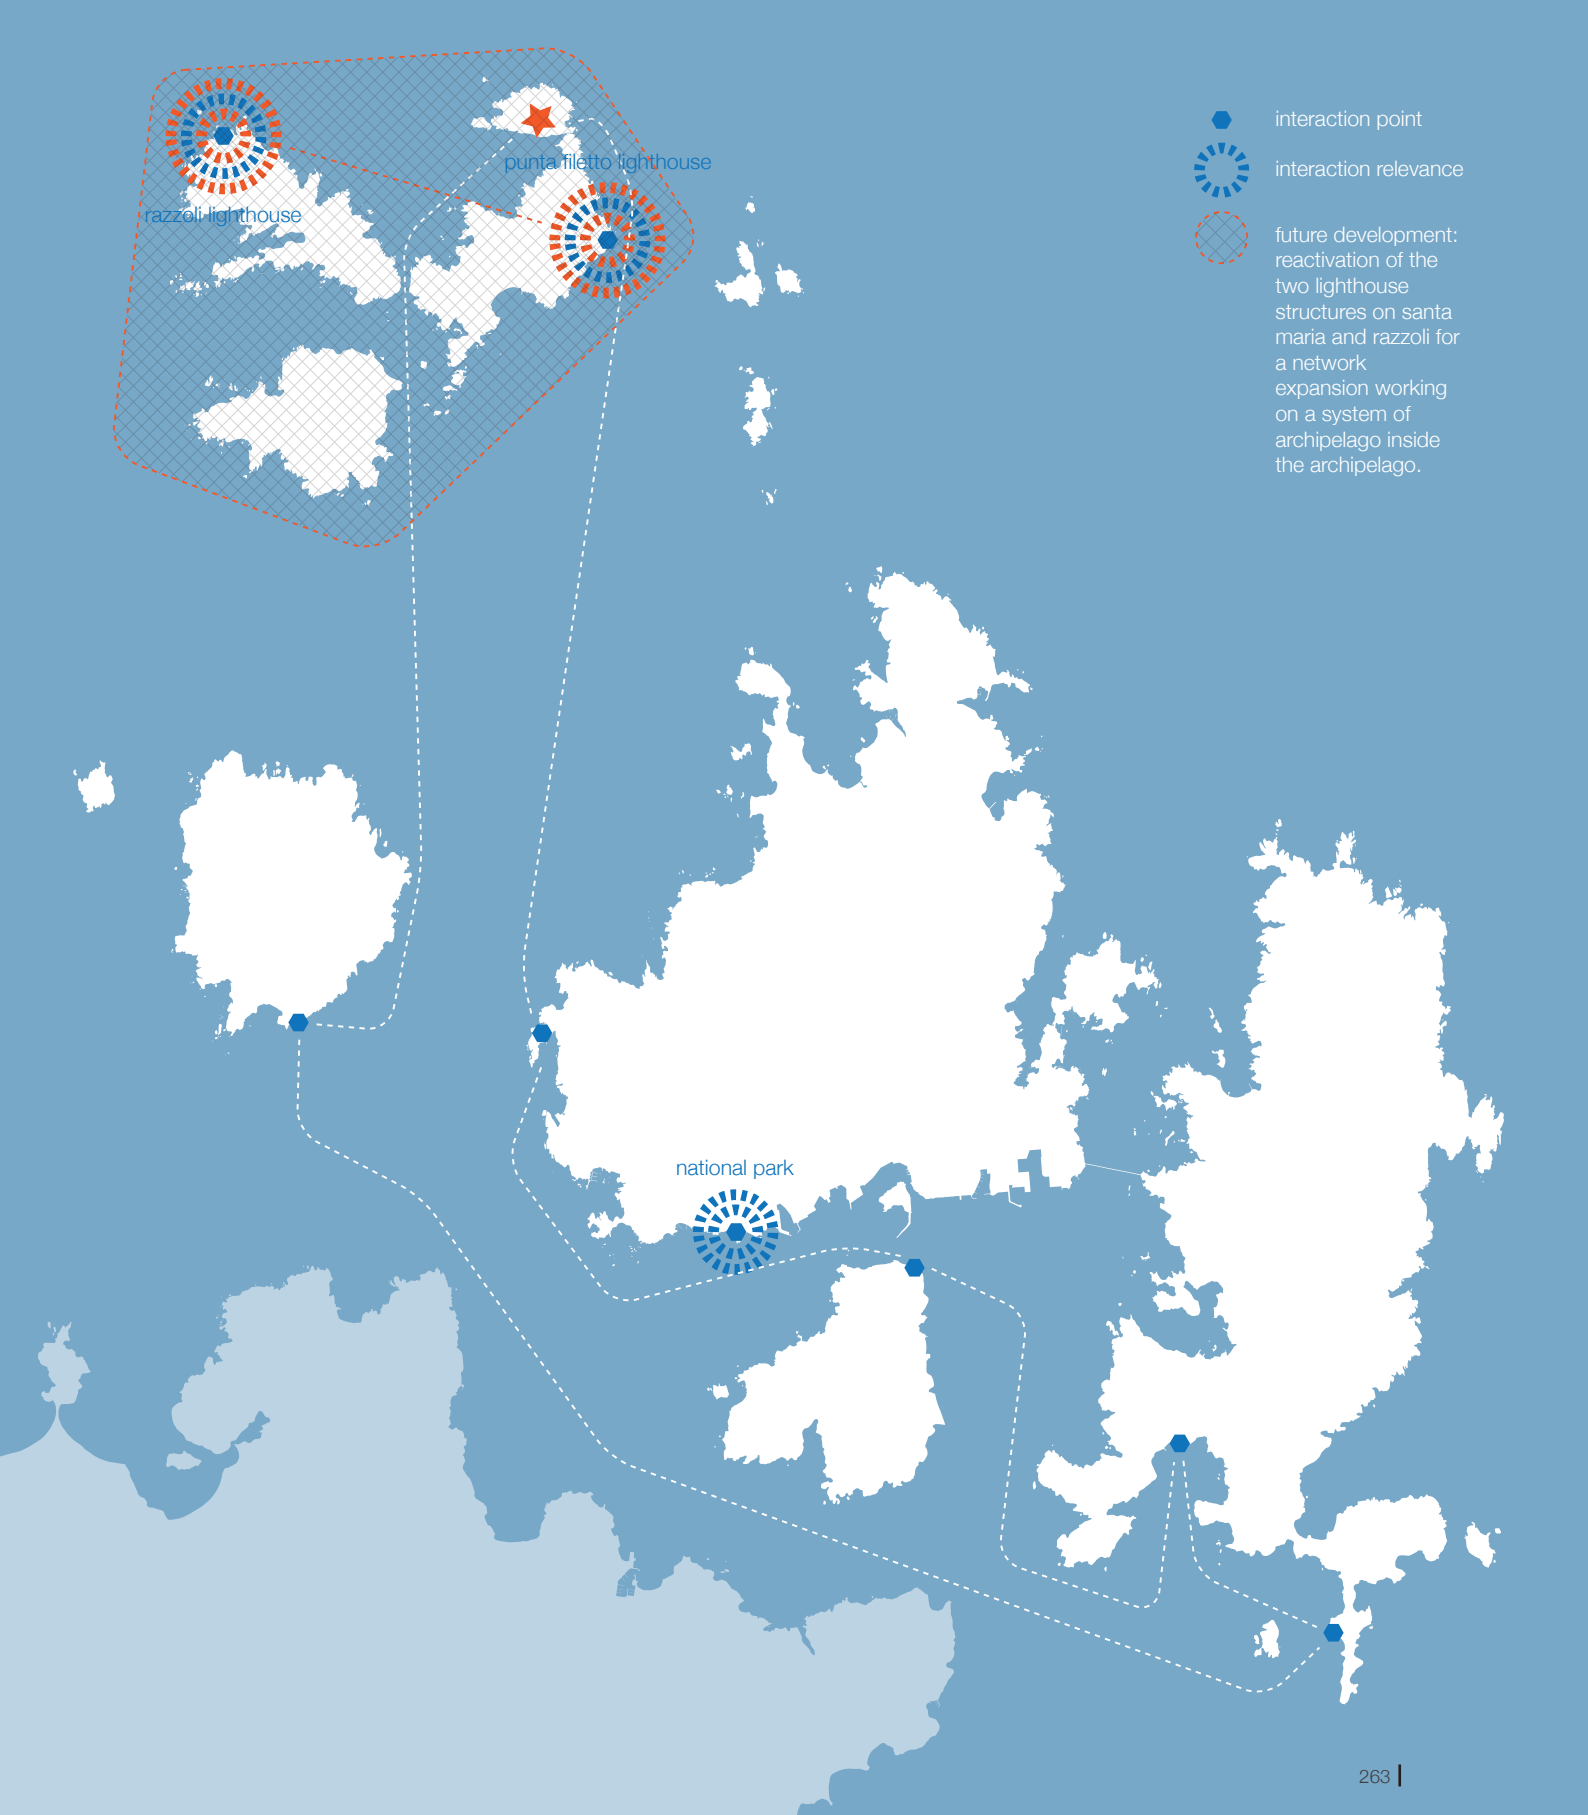 interaction point
punta filetto lighthouse
interaction relevance
razzoli lighthouse
future development:
reactivation of the
two lighthouse
structures on santa
maria and razzoli for
a network
expansion working
on a system of
archipelago inside
the archipelago.
national park
263